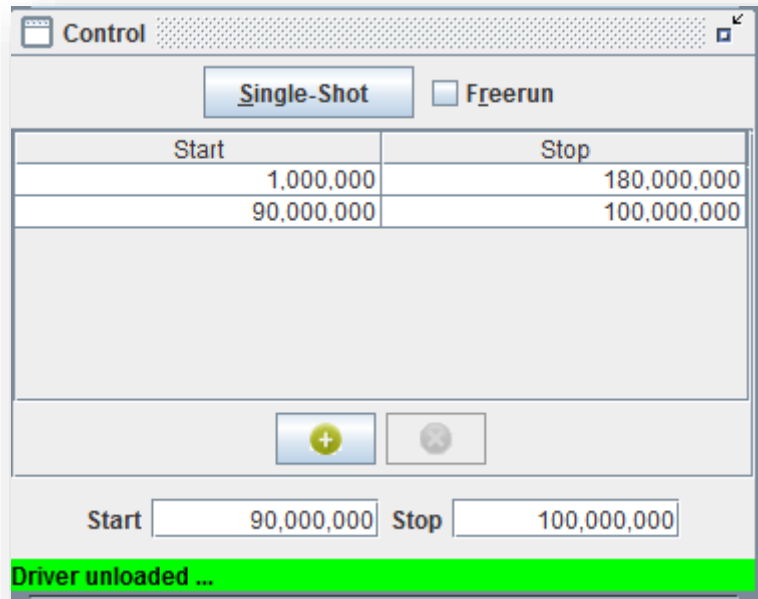 Control
Single-Shot Freerun
Start Stop
1,000,000 180,000,000
90,000,000 100,000,000
Start 90,000,000 Stop 100,000,000
Driver unloaded ...